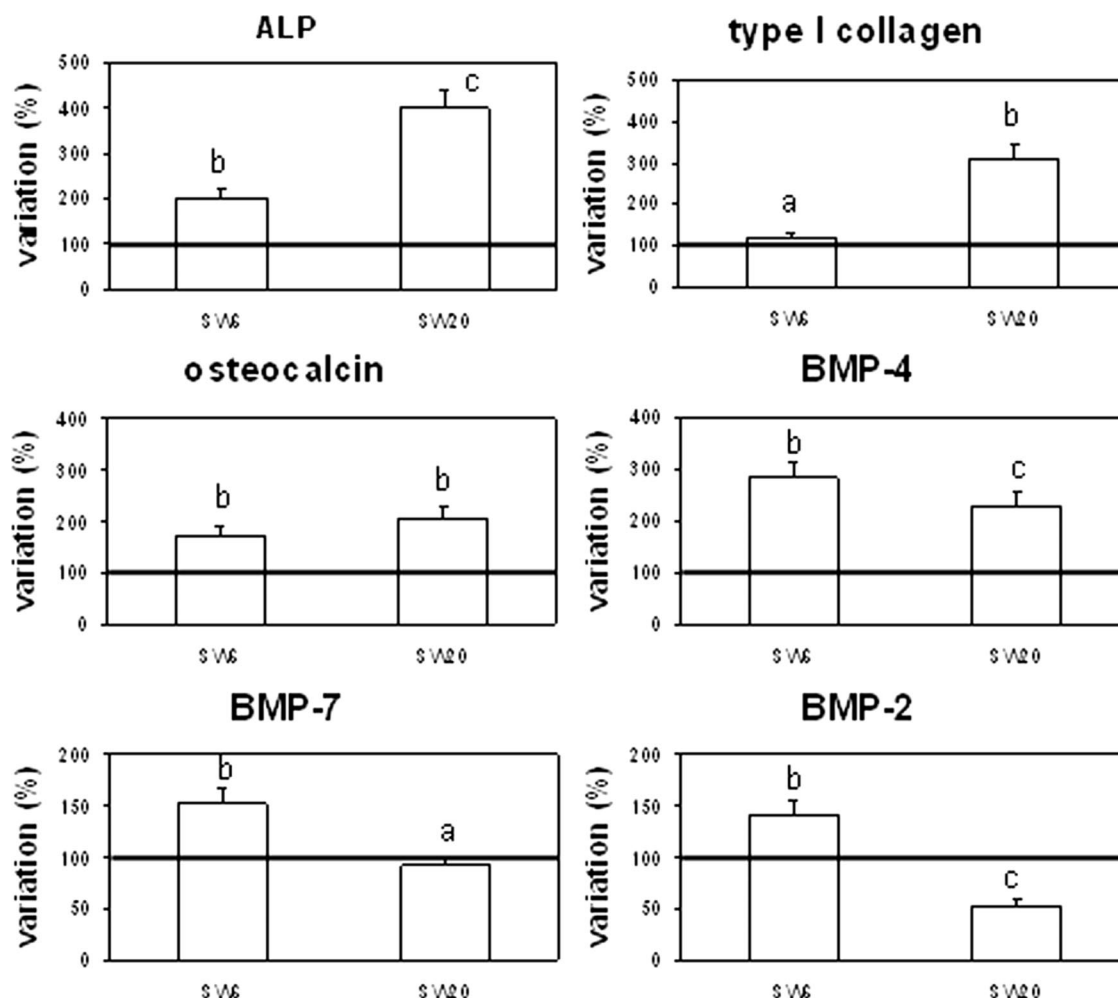 ALP
variation (%)
500
400
300
200
100
0
b
c
SW6
SW20
type I collagen
variation (%)
500
400
300
200
100
0
a
b
SW6
SW20
osteocalcin
variation (%)
400
300
200
100
0
b
b
SW6
SW20
BMP-4
variation (%)
400
300
200
100
0
b
c
SW6
SW20
BMP-7
variation (%)
200
150
100
50
0
b
a
SW6
SW20
BMP-2
variation (%)
200
150
100
50
0
b
c
SW6
SW20